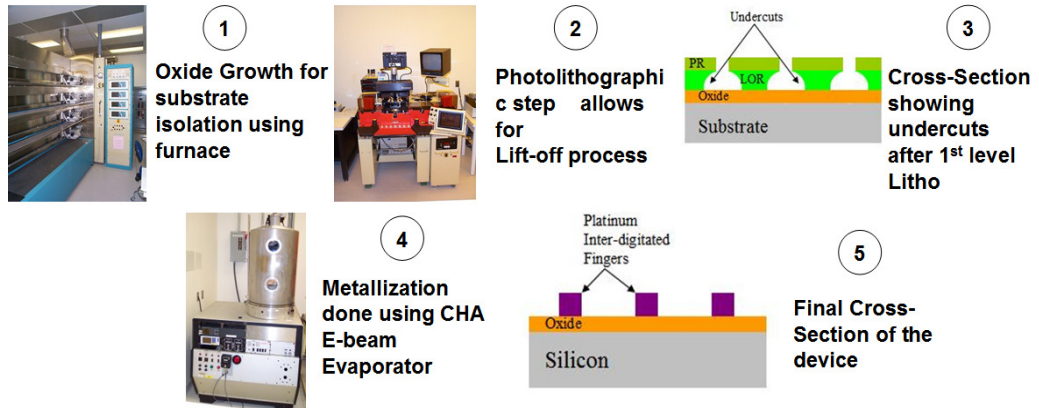 1
Oxide Growth for
substrate
isolation using
furnace
2
Photolithographi
c step allows
for
Lift-off process
Undercuts
PR
LOR
Oxide
Substrate
3
Cross-Section
showing
undercuts
after 1st level
Litho
4
Metallization
done using CHA
E-beam
Evaporator
Platinum
Inter-digitated
Fingers
Oxide
Silicon
5
Final Cross-
Section of the
device